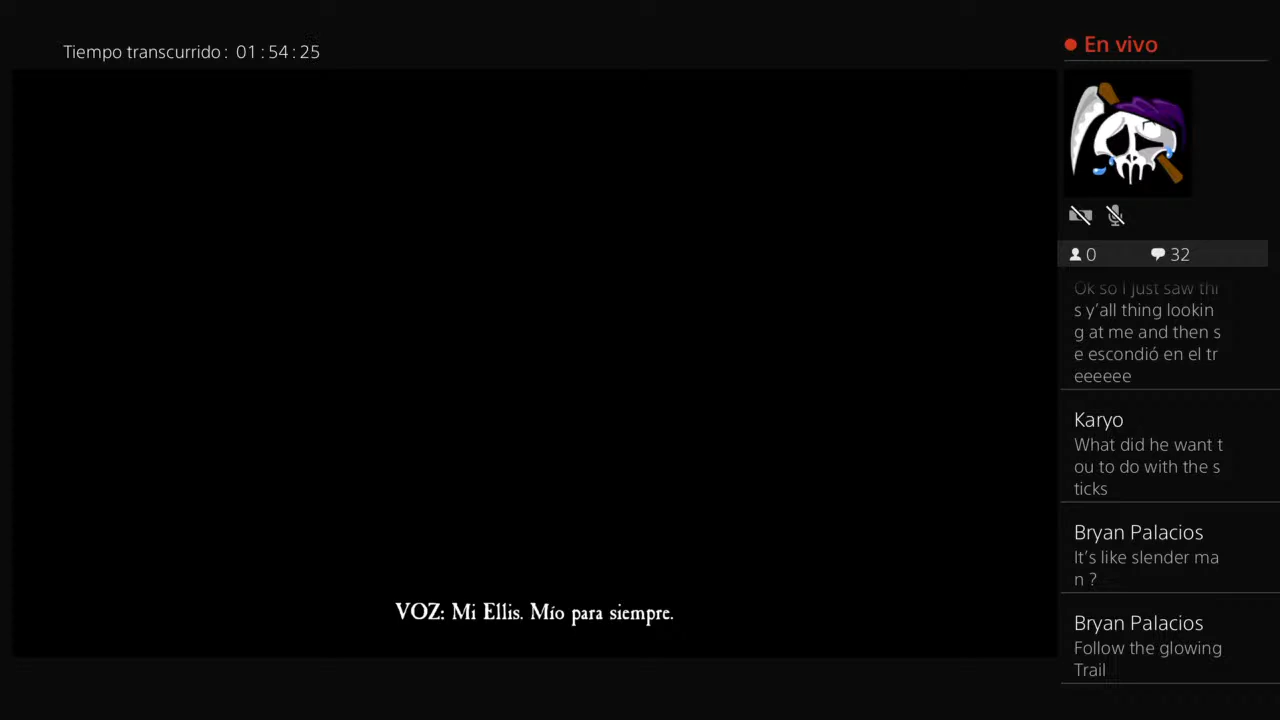 Tiempo transcurrido: 01:54:25
En vivo
0 32
Ok so I just saw thi
s y'all thing lookin
g at me and then s
e escondió en el tr
eeeeee
Karyo
What did he want t
ou to do with the s
ticks
Bryan Palacios
It's like slender ma
n ?
Bryan Palacios
Follow the glowing
Trail
VOZ: Mi Ellis. Mío para siempre.